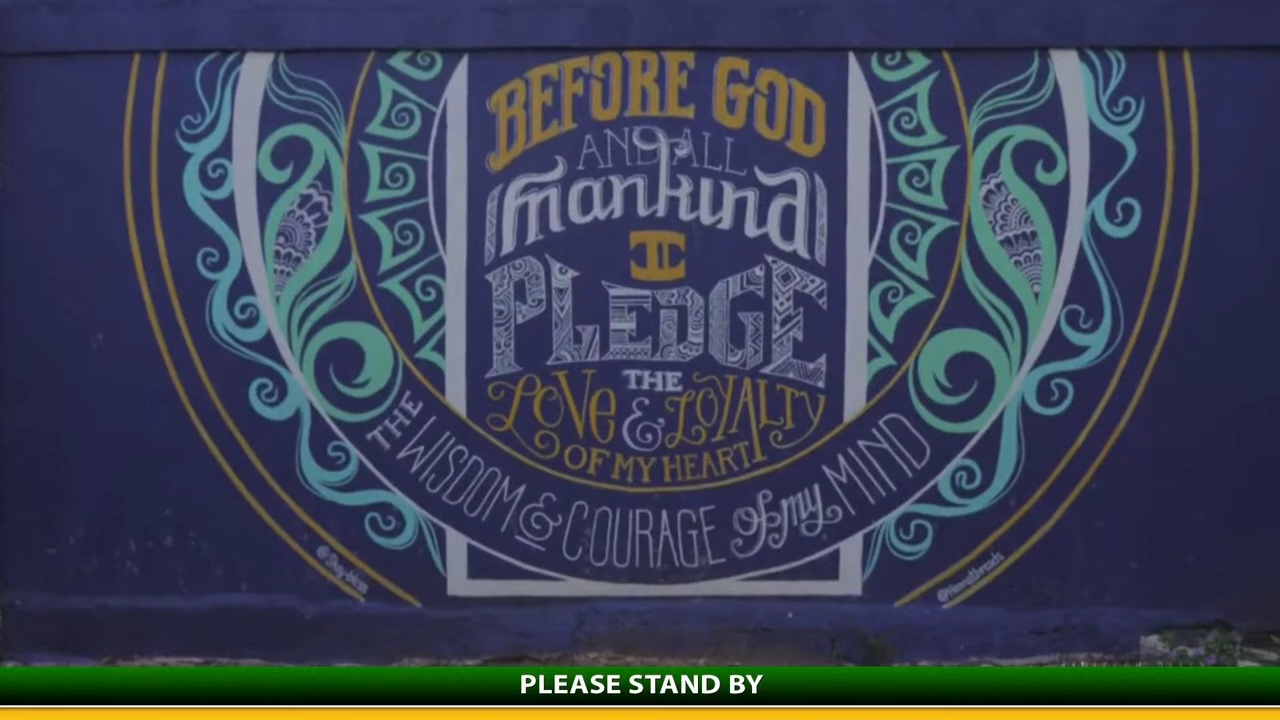 BEFORE GOD
AND ALL
mankind
I
PLEDGE
THE
LOVE & LOYALTY
OF MY HEART
THE WISDOM & COURAGE of my MIND
PLEASE STAND BY